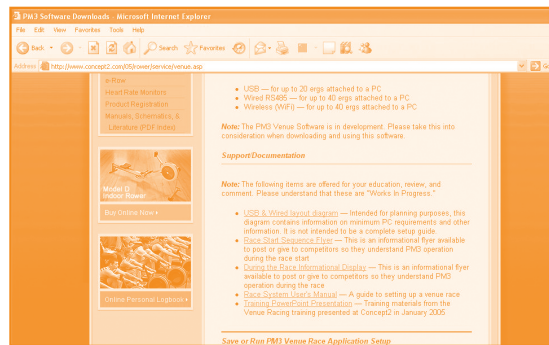 PM3 Software Downloads - Microsoft Internet Explorer
File Edit View Favorites Tools Help
Back Search Favorites
Address http://www.concept2.com/05/rower/service/venue.asp Go
e-Row
Heart Rate Monitors
Product Registration
Manuals, Schematics, &
Literature (PDF index)
Model D
Indoor Rower
Buy Online Now
Online Personal Logbook
• USB — for up to 20 ergs attached to a PC
• Wired RS485 — for up to 40 ergs attached to a PC
• Wireless (WiFi) — for up to 40 ergs attached to a PC
Note: The PM3 Venue Software is in development. Please take this into
consideration when downloading and using this software.
Support/Documentation
Note: The following items are offered for your education, review, and
comment. Please understand that these are "Works In Progress."
• USB & Wired layout diagram — Intended for planning purposes, this
diagram contains information on minimum PC requirements and other
information. It is not intended to be a complete setup guide.
• Race Start Sequence Flyer — This is an informational flyer available
to post or give to competitors so they understand PM3 operation
during the race start
• During the Race Informational Display — This is an informational flyer
available to post or give to competitors so they understand PM3
operation during the race
• Race System User's Manual — A guide to setting up a venue race
• Training PowerPoint Presentation — Training materials from the
Venue Racing training presented at Concept2 in January 2005
Save or Run PM3 Venue Race Application Setup